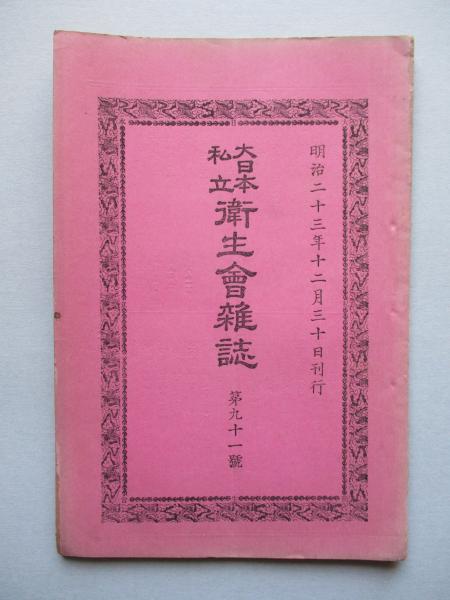 明治二十三年十二月三十日刊行
大日本私立衛生會雜誌
第九十一號